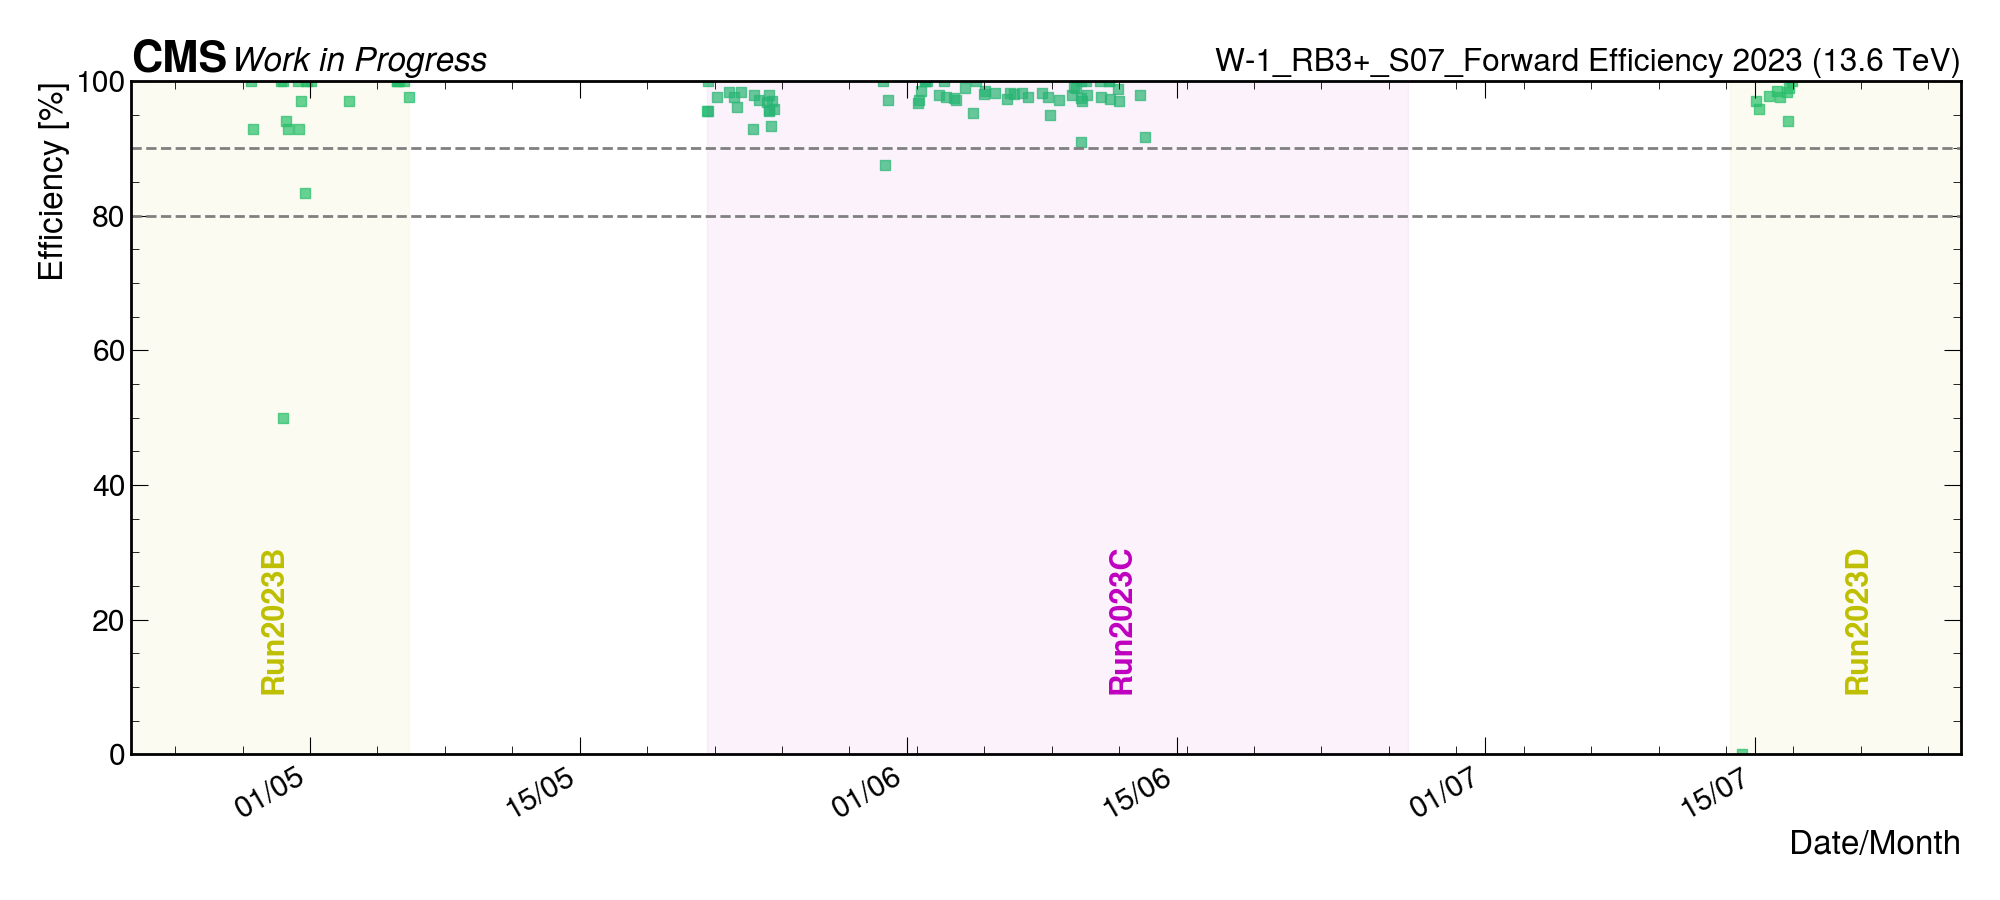 CMS Work in Progress
W-1_RB3+_S07_Forward Efficiency 2023 (13.6 TeV)
Efficiency [%]
100
80
60
40
20
0
Run2023B
Run2023C
Run2023D
01/05
15/05
01/06
15/06
01/07
15/07
Date/Month